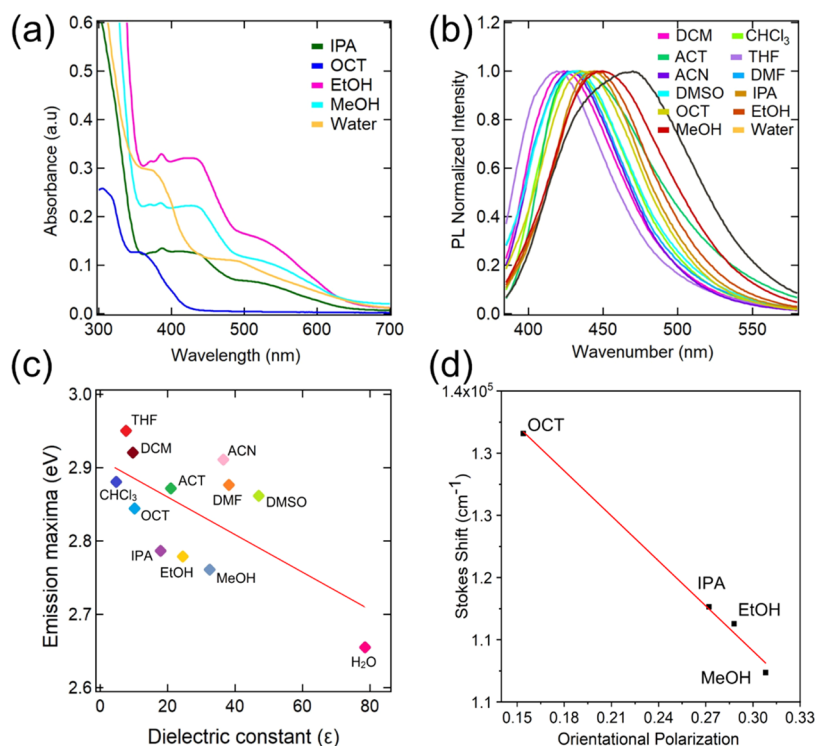 (a)
Absorbance (a.u)
0.6
0.5
0.4
0.3
0.2
0.1
0.0
300 400 500 600 700
Wavelength (nm)
IPA
OCT
EtOH
MeOH
Water
(b)
PL Normalized Intensity
1.2
1.0
0.8
0.6
0.4
0.2
0.0
400 450 500 550
Wavenumber (nm)
DCM CHCl₃
ACT THF
ACN DMF
DMSO IPA
OCT EtOH
MeOH Water
(c)
Emission maxima (eV)
3.0
2.9
2.8
2.7
2.6
0 20 40 60 80
Dielectric constant (ε)
THF
DCM
ACN
CHCl₃
ACT
DMF
DMSO
OCT
IPA
EtOH
MeOH
H₂O
(d)
Stokes Shift (cm⁻¹)
1.4x10⁵
1.3
1.3
1.2
1.1
1.1
0.15 0.18 0.21 0.24 0.27 0.30 0.33
Orientational Polarization
OCT
IPA
EtOH
MeOH